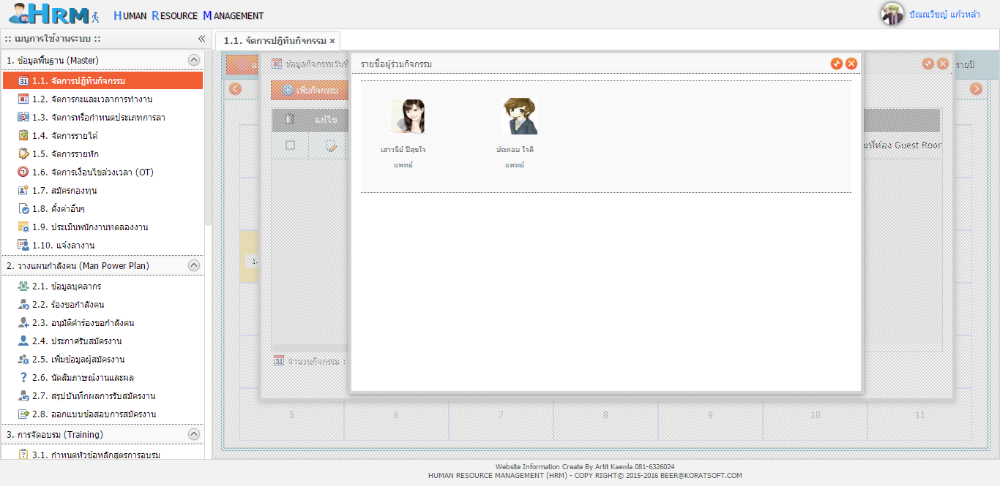 HRM HUMAN RESOURCE MANAGEMENT
ปัณณวิชญ์ แก้วหล้า
:: เมนูการใช้งานระบบ ::
1.1. จัดการปฏิทินกิจกรรม ×
1. ข้อมูลพื้นฐาน (Master)
31 1.1. จัดการปฏิทินกิจกรรม
1.2. จัดการกะและเวลาการทำงาน
1.3. จัดการหรือกำหนดประเภทการลา
1.4. จัดการรายได้
1.5. จัดการรายหัก
1.6. จัดการเงื่อนไขล่วงเวลา (OT)
1.7. สมัครกองทุน
1.8. ตั้งค่าอื่นๆ
1.9. ประเมินพนักงานทดลองงาน
1.10. แจ้งลางาน
2. วางแผนกำลังคน (Man Power Plan)
2.1. ข้อมูลบุคลากร
2.2. ร้องขอกำลังคน
2.3. อนุมัติคำร้องขอกำลังคน
2.4. ประกาศรับสมัครงาน
2.5. เพิ่มข้อมูลผู้สมัครงาน
2.6. นัดสัมภาษณ์งานและผล
2.7. สรุปบันทึกผลการรับสมัครงาน
2.8. ออกแบบข้อสอบการสมัครงาน
3. การจัดอบรม (Training)
3.1. กำหนดหัวข้อหลักสูตรการอบรม
ข้อมูลกิจกรรมวันที่
รายปี
เพิ่มกิจกรรม
แก้ไข
มที่ห้อง Guest Roor
1.
31 จำนวนกิจกรรม :
รายชื่อผู้ร่วมกิจกรรม
เสาวนีย์ ปีสุขใจ
แพทย์
ประกอบ ใจดี
แพทย์
5 6 7 8 9 10 11
Website Information Create By Artit Kaewla 081-6326024
HUMAN RESOURCE MANAGEMENT (HRM) - COPY RIGHT© 2015-2016 BEER@KORATSOFT.COM